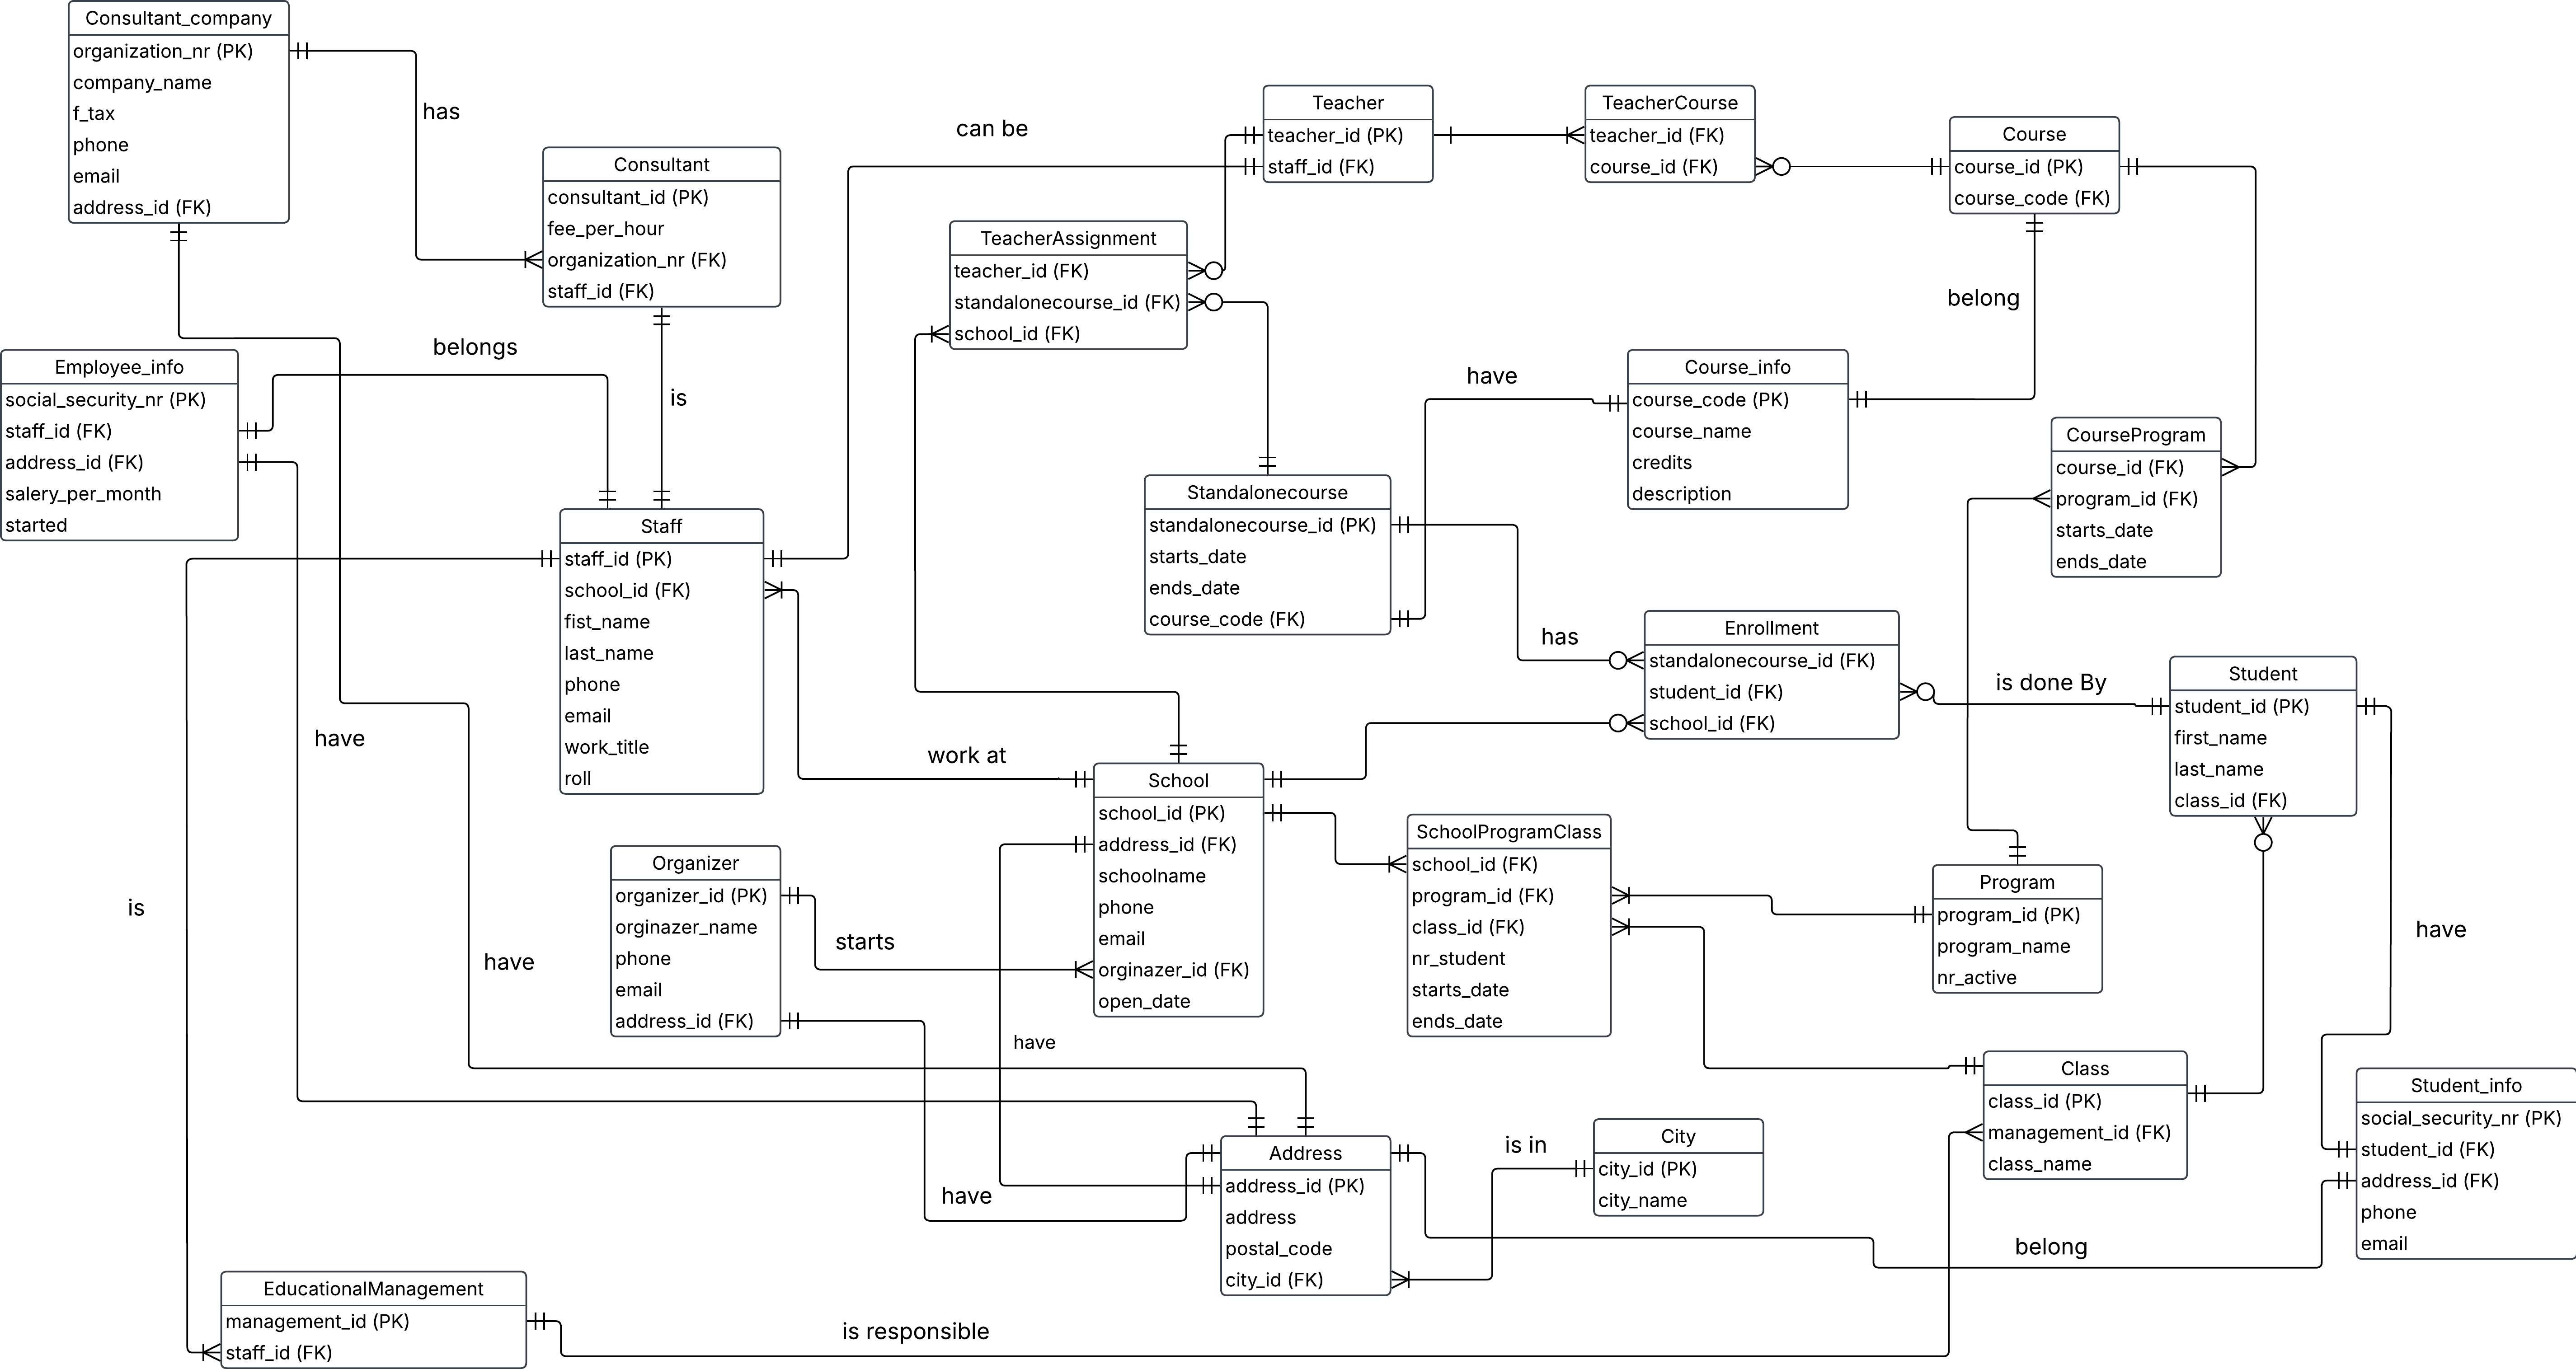 Consultant_company
organization_nr (PK)
company_name
f_tax
phone
email
address_id (FK)
has
Consultant
consultant_id (PK)
fee_per_hour
organization_nr (FK)
staff_id (FK)
can be
Teacher
teacher_id (PK)
staff_id (FK)
TeacherCourse
teacher_id (FK)
course_id (FK)
Course
course_id (PK)
course_code (FK)
TeacherAssignment
teacher_id (FK)
standalonecourse_id (FK)
school_id (FK)
belong
Employee_info
social_security_nr (PK)
staff_id (FK)
address_id (FK)
salery_per_month
started
belongs
is
have
Course_info
course_code (PK)
course_name
credits
description
CourseProgram
course_id (FK)
program_id (FK)
starts_date
ends_date
Standalonecourse
standalonecourse_id (PK)
starts_date
ends_date
course_code (FK)
Staff
staff_id (PK)
school_id (FK)
fist_name
last_name
phone
email
work_title
roll
has
Enrollment
standalonecourse_id (FK)
student_id (FK)
school_id (FK)
is done By
Student
student_id (PK)
first_name
last_name
class_id (FK)
have
work at
School
school_id (PK)
address_id (FK)
schoolname
phone
email
orginazer_id (FK)
open_date
SchoolProgramClass
school_id (FK)
program_id (FK)
class_id (FK)
nr_student
starts_date
ends_date
Organizer
organizer_id (PK)
orginazer_name
phone
email
address_id (FK)
Program
program_id (PK)
program_name
nr_active
is
starts
have
have
have
Class
class_id (PK)
management_id (FK)
class_name
Student_info
social_security_nr (PK)
student_id (FK)
address_id (FK)
phone
email
City
city_id (PK)
city_name
is in
Address
address_id (PK)
address
postal_code
city_id (FK)
have
belong
EducationalManagement
management_id (PK)
staff_id (FK)
is responsible